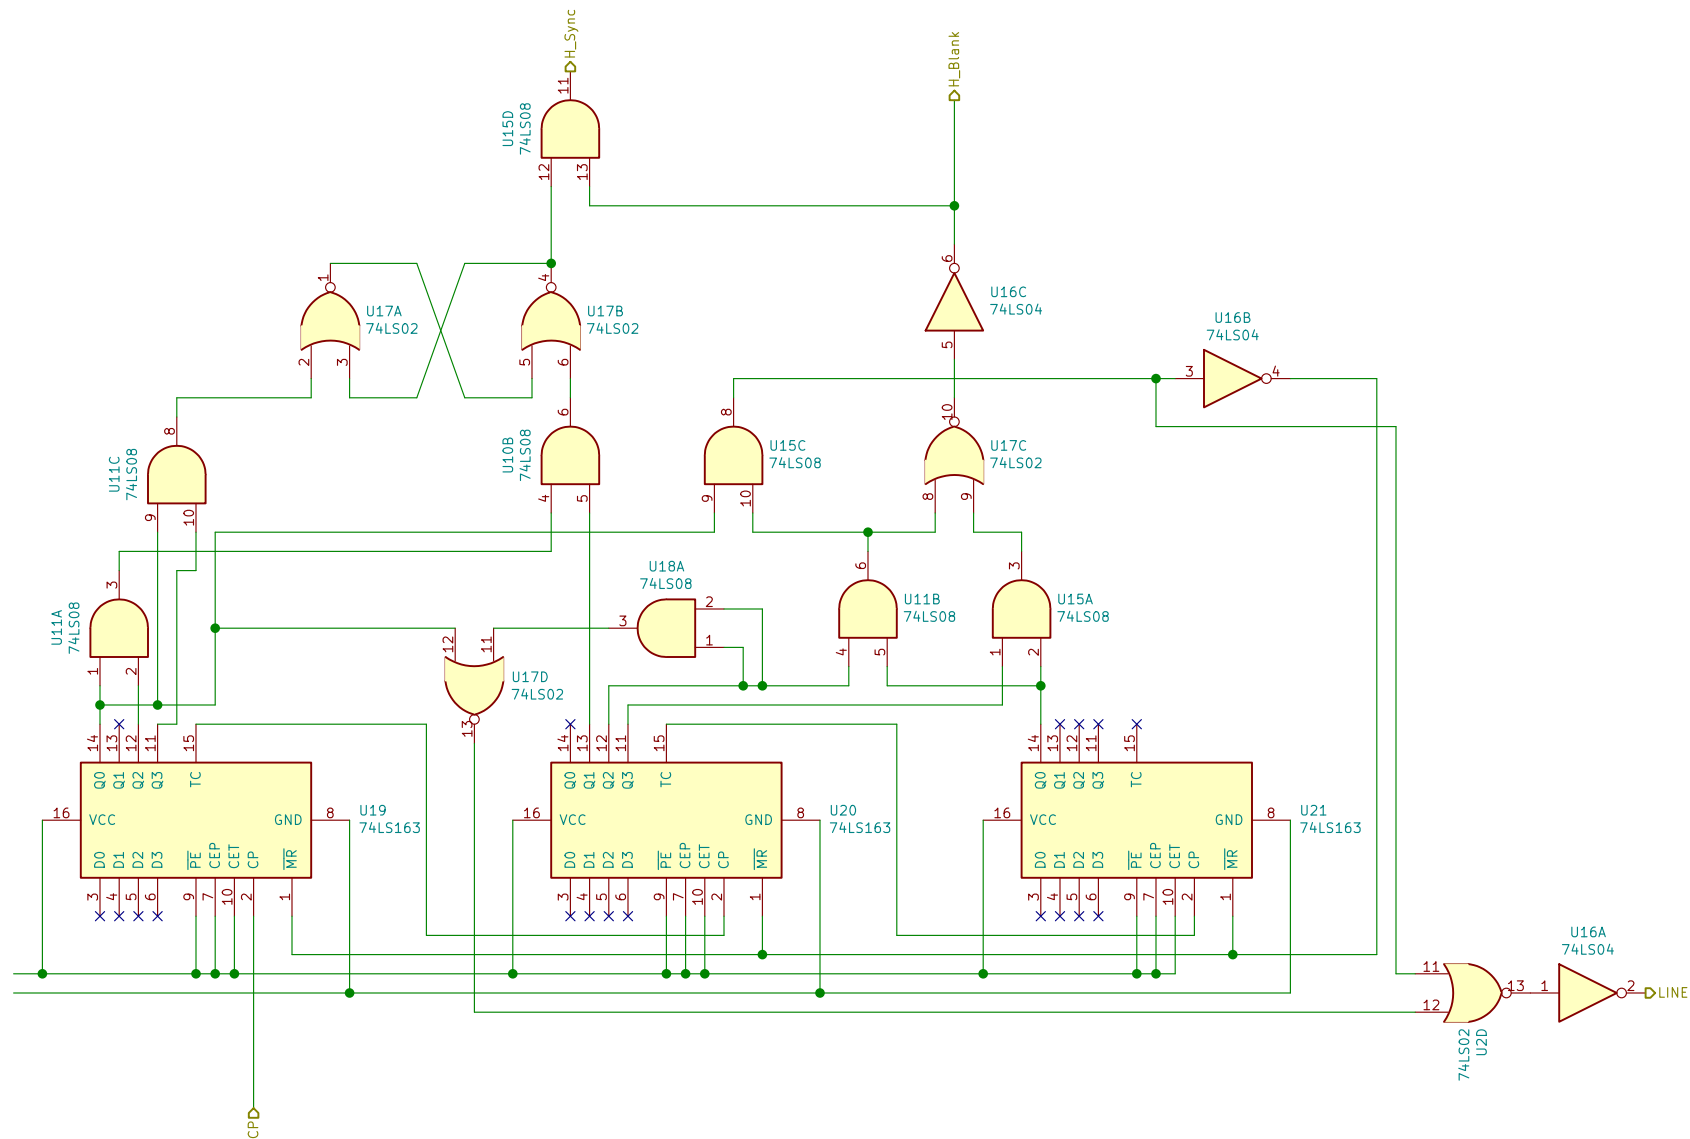 H_Sync
H_Blank
11
U15D
74LS08
12
13
6
U16C
74LS04
5
1
U17A
74LS02
2
3
4
U17B
74LS02
5
6
U16B
74LS04
3
4
8
U11C
74LS08
9
10
6
U10B
74LS08
4
5
8
U15C
74LS08
9
10
10
U17C
74LS02
8
9
3
U11A
74LS08
1
2
U18A
74LS08
3
2
1
6
U11B
74LS08
4
5
3
U15A
74LS08
1
2
12
11
U17D
74LS02
13
14
13
12
11
15
Q0
Q1
Q2
Q3
TC
16
VCC
GND
8
U19
74LS163
D0
D1
D2
D3
PE
CEP
CET
CP
MR
3
4
5
6
9
7
10
2
1
14
13
12
11
15
Q0
Q1
Q2
Q3
TC
16
VCC
GND
8
U20
74LS163
D0
D1
D2
D3
PE
CEP
CET
CP
MR
3
4
5
6
9
7
10
2
1
14
13
12
11
15
Q0
Q1
Q2
Q3
TC
16
VCC
GND
8
U21
74LS163
D0
D1
D2
D3
PE
CEP
CET
CP
MR
3
4
5
6
9
7
10
2
1
11
12
13
74LS02
U2D
U16A
74LS04
1
2
LINE
CP